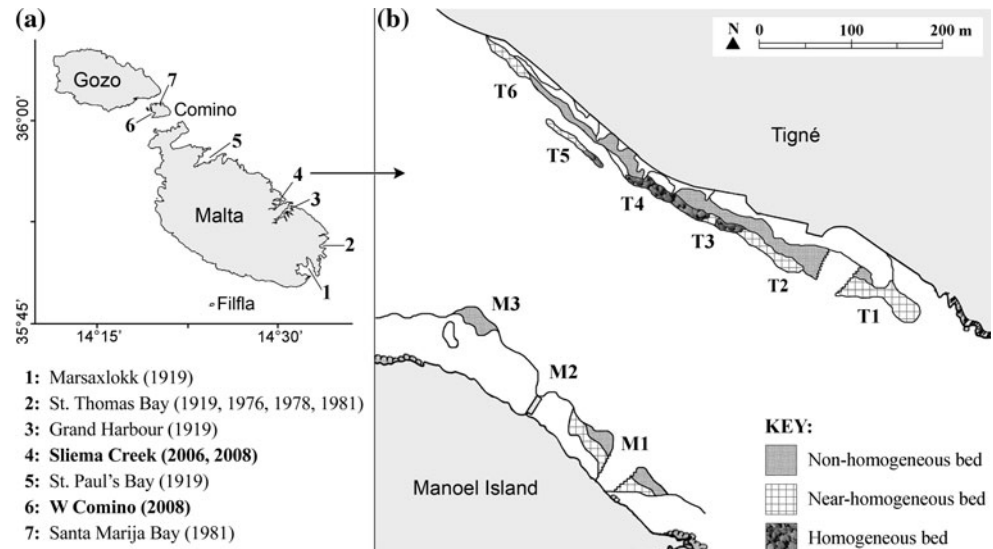 (a)
Gozo
7
Comino
6
5
36°00'
4
3
Malta
2
1
Filfla
35°45'
14°15'
14°30'
1: Marsaxlokk (1919)
2: St. Thomas Bay (1919, 1976, 1978, 1981)
3: Grand Harbour (1919)
4: Sliema Creek (2006, 2008)
5: St. Paul's Bay (1919)
6: W Comino (2008)
7: Santa Marija Bay (1981)
(b)
N
0 100 200 m
T6
Tigné
T5
T4
T3
T2
T1
M3
M2
M1
Manoel Island
KEY:
Non-homogeneous bed
Near-homogeneous bed
Homogeneous bed